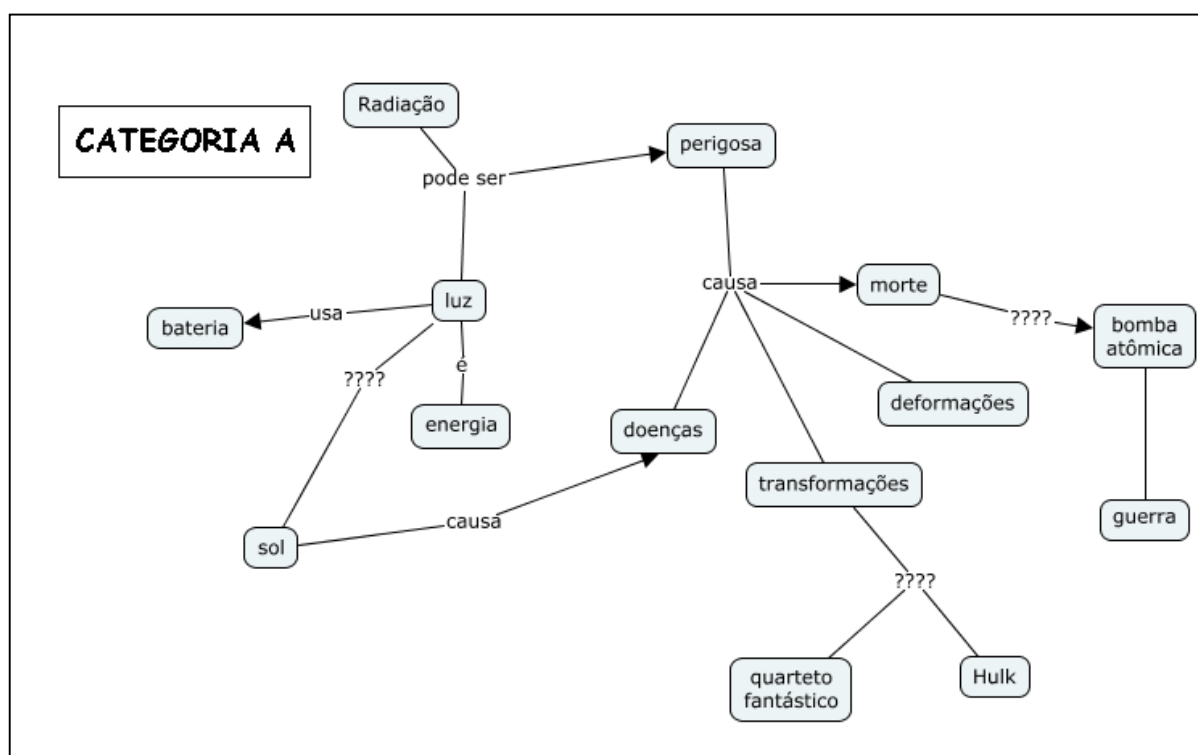 CATEGORIA A
Radiação
pode ser
perigosa
luz
usa
bateria
????
é
energia
sol
causa
doenças
causa
morte
????
bomba
atômica
guerra
deformações
transformações
????
quarteto
fantástico
Hulk